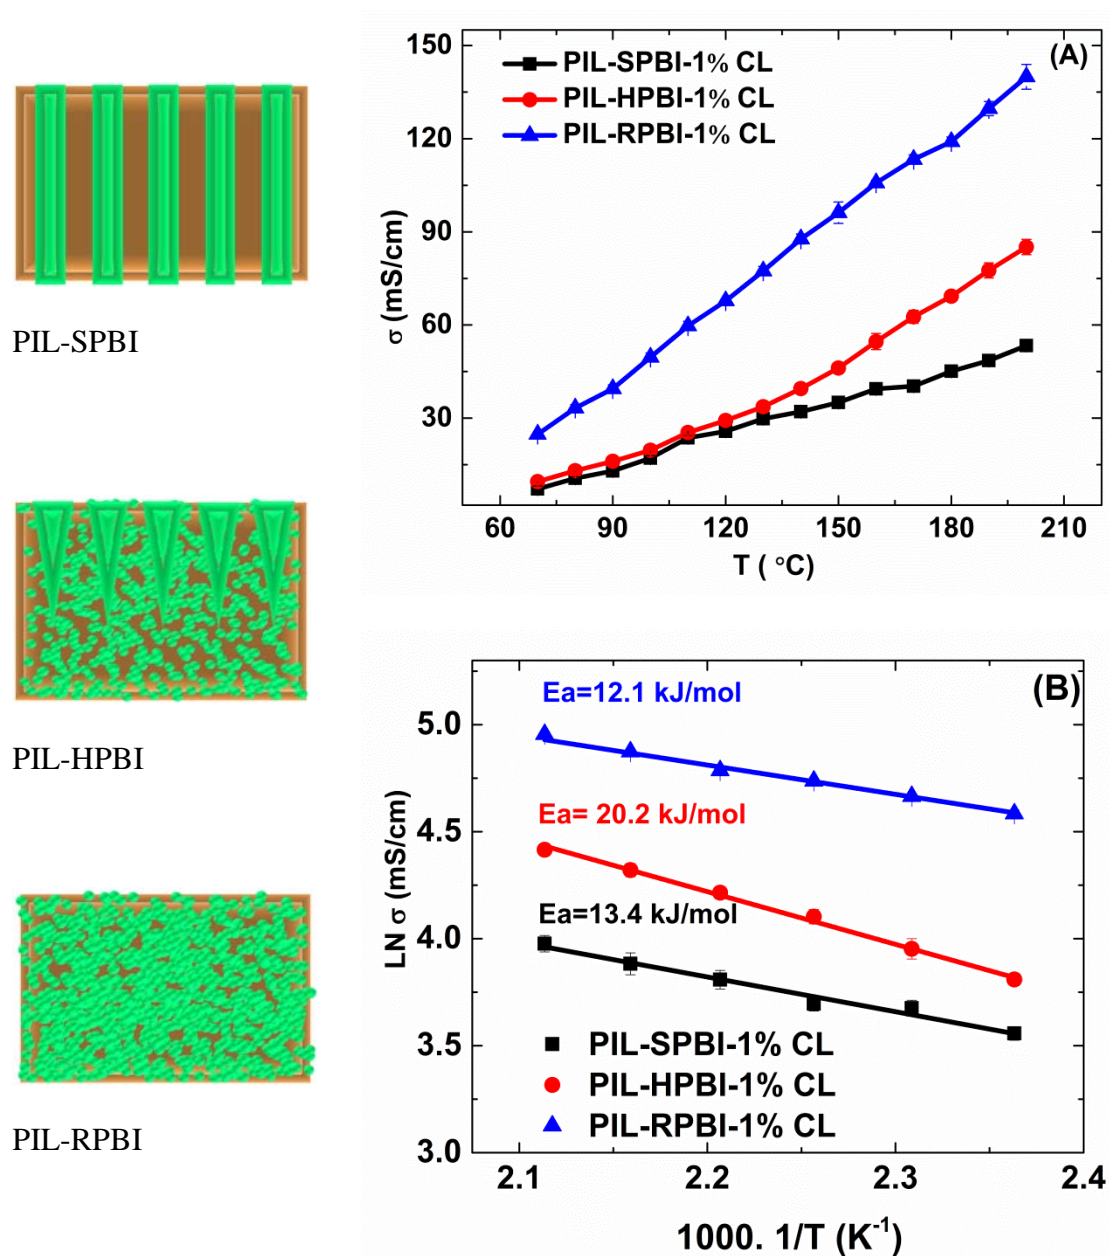 PIL-SPBI
PIL-HPBI
PIL-RPBI
(A)
PIL-SPBI-1% CL
PIL-HPBI-1% CL
PIL-RPBI-1% CL
σ (mS/cm)
150
120
90
60
30
60 90 120 150 180 210
T ( °C)
(B)
Ea=12.1 kJ/mol
Ea= 20.2 kJ/mol
Ea=13.4 kJ/mol
LN σ (mS/cm)
5.0
4.5
4.0
3.5
3.0
PIL-SPBI-1% CL
PIL-HPBI-1% CL
PIL-RPBI-1% CL
2.1 2.2 2.3 2.4
1000. 1/T (K⁻¹)